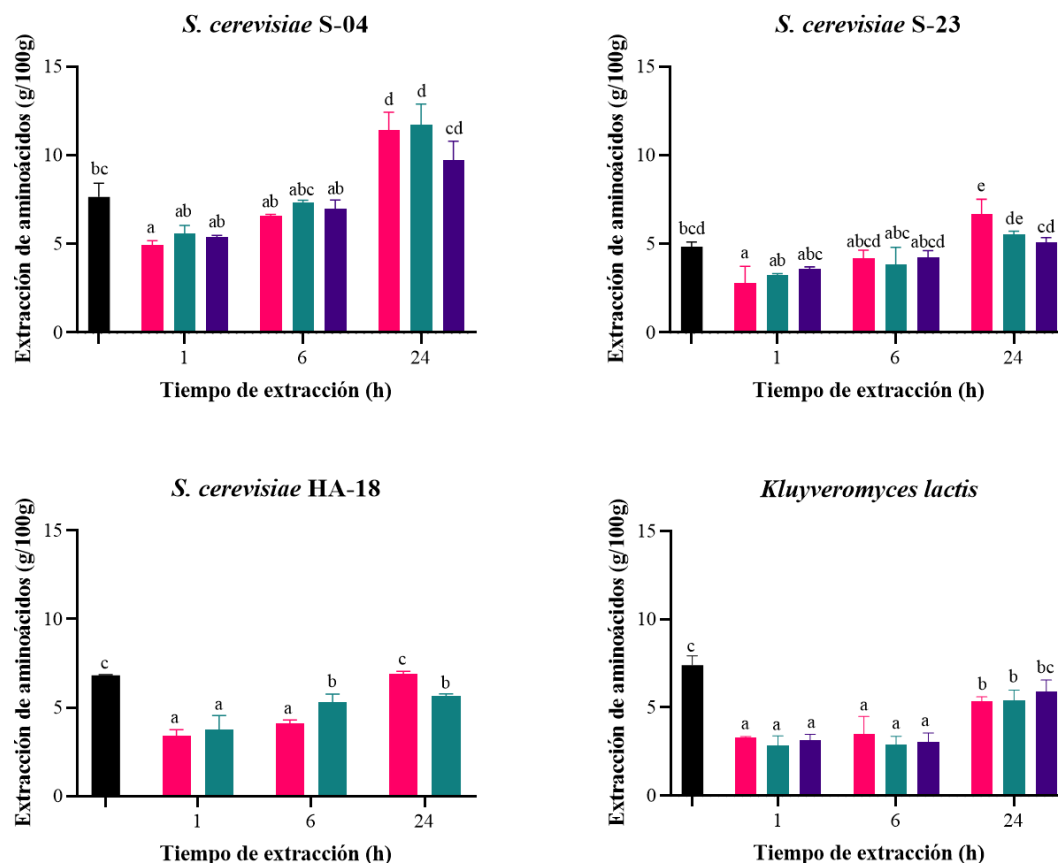 S. cerevisiae S-04
Extracción de aminoácidos (g/100g)
15
10
5
0
bc
a
ab
ab
ab
abc
ab
d
d
cd
1
6
24
Tiempo de extracción (h)
S. cerevisiae S-23
Extracción de aminoácidos (g/100g)
15
10
5
0
bcd
a
ab
abc
abcd
abc
abcd
e
de
cd
1
6
24
Tiempo de extracción (h)
S. cerevisiae HA-18
Extracción de aminoácidos (g/100g)
15
10
5
0
c
a
a
a
b
c
b
1
6
24
Tiempo de extracción (h)
Kluyveromyces lactis
Extracción de aminoácidos (g/100g)
15
10
5
0
c
a
a
a
a
a
a
b
b
bc
1
6
24
Tiempo de extracción (h)